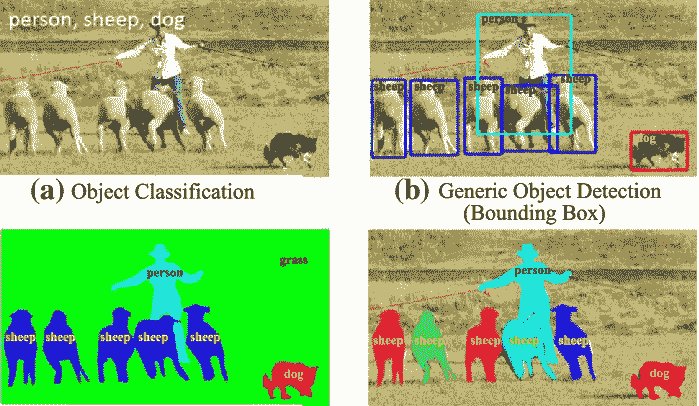 person, sheep, dog
person
sheep
sheep
sheep
sheep
sheep
dog
(a) Object Classification
(b) Generic Object Detection
(Bounding Box)
person
grass
sheep
sheep
sheep
sheep
sheep
dog
person
sheep
sheep
sheep
sheep
sheep
dog